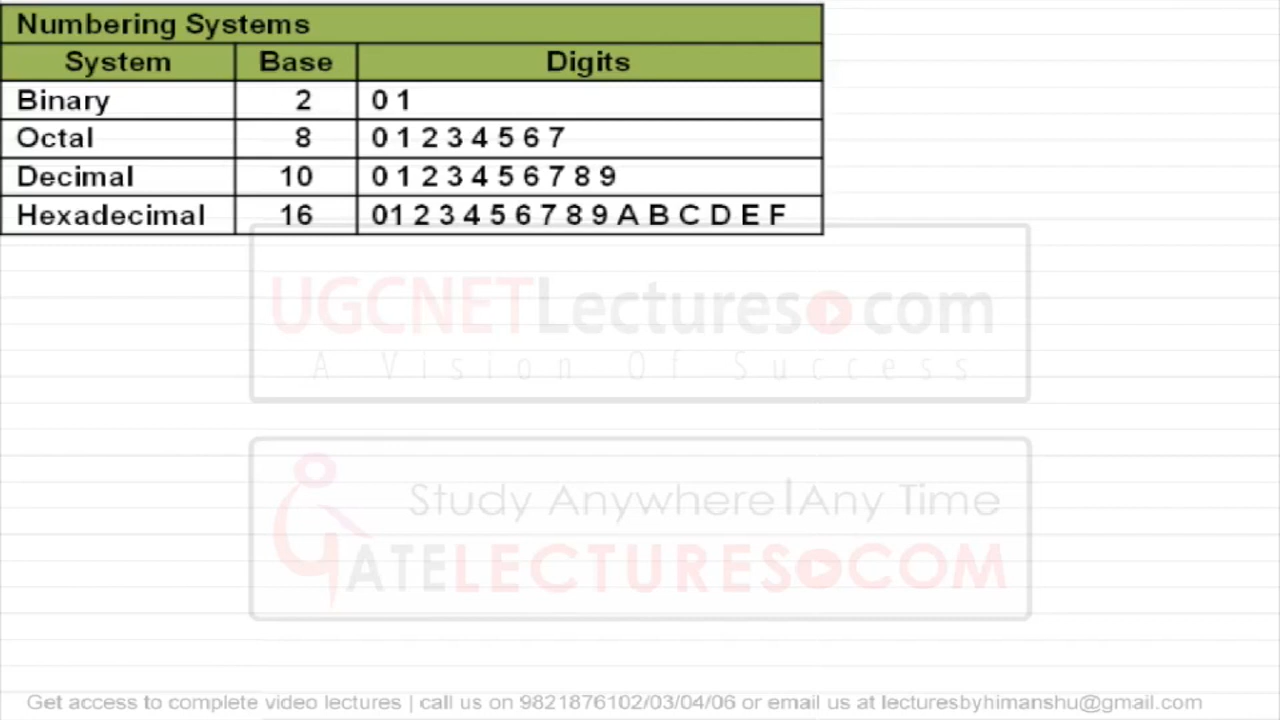 Numbering Systems
System Base Digits
Binary 2 0 1
Octal 8 0 1 2 3 4 5 6 7
Decimal 10 0 1 2 3 4 5 6 7 8 9
Hexadecimal 16 01 2 3 4 5 6 7 8 9 A B C D E F
UGCNETLectures.com
A Vision Of Success
Study Anywhere|Any Time
GATELECTURES.COM
Get access to complete video lectures | call us on 9821876102/03/04/06 or email us at lecturesbyhimanshu@gmail.com